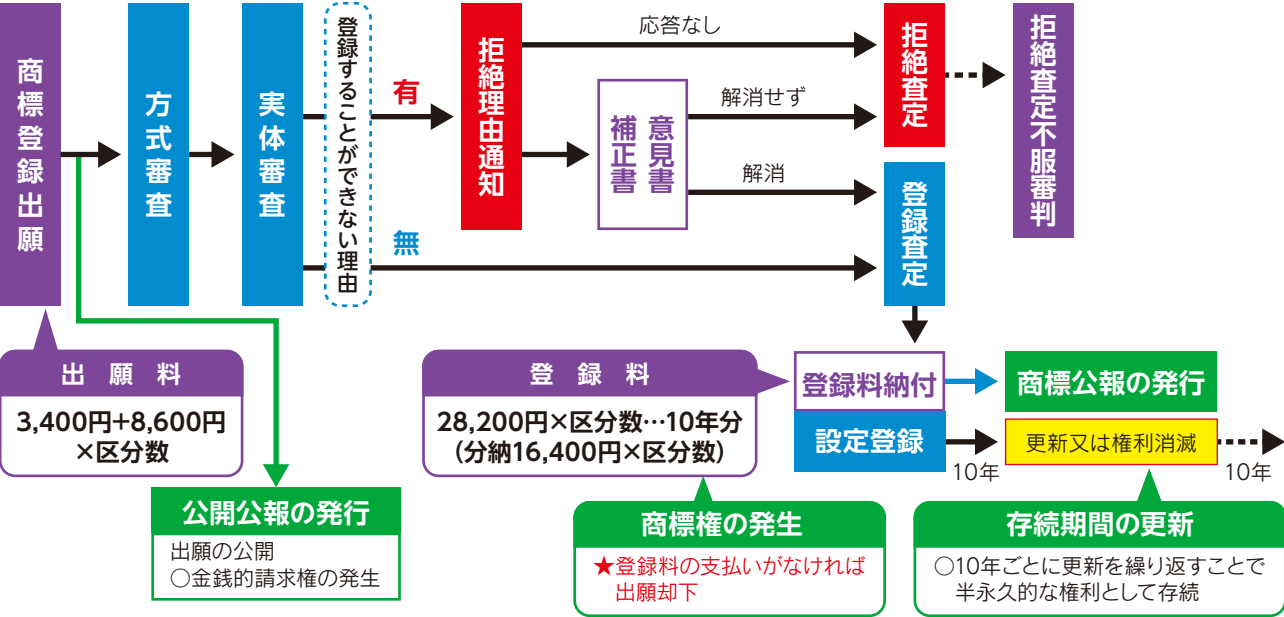 商標登録出願
方式審査
実体審査
登録することができない理由
有
無
拒絶理由通知
応答なし
意見書
補正書
解消せず
解消
拒絶査定
登録査定
拒絶査定不服審判
出願料
3,400円+8,600円
×区分数
登録料
28,200円×区分数…10年分
(分納16,400円×区分数)
登録料納付
商標公報の発行
設定登録
10年
更新又は権利消滅
10年
公開公報の発行
出願の公開
○金銭的請求権の発生
商標権の発生
★登録料の支払いがなければ
出願却下
存続期間の更新
○10年ごとに更新を繰り返すことで
半永久的な権利として存続